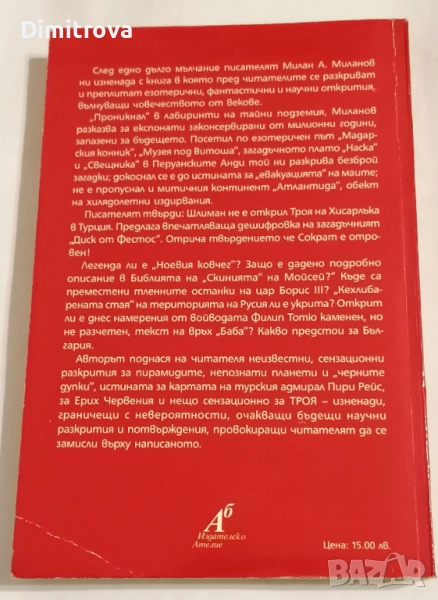 Dimitrova
След едно дълго мълчание писателят Милан А. Миланов
ни изненада с книга в която пред читателите се разкриват
и преплитат езотерични, фантастични и научни открития,
вълнуващи човечеството от векове.
„Проникнал” в лабиринти на тайни подземия, Миланов
разказва за експонати законсервирани от милионни години,
запазени за бъдещето. Посетил по езотеричен път „Мадар-
ския конник”, „Музея под Витоша”, загадъчното плато „Наска”
и „Свещника” в Перуанските Анди той ни разкрива безброй
загадки; докоснал се е до истината за „евакуацията” на маите;
не е пропуснал и митичния континент „Атлантида”, обект
на хилядолетни издирвания.
Писателят твърди: Шлиман не е открил Троя на Хисарлъка
в Турция. Предлага впечатляваща дешифровка на загадъчният
„Диск от Фестос”. Отрича твърдението че Сократ е отро-
вен!
Легенда ли е „Ноевия ковчег”? Защо е дадено подробно
описание в Библията на „Скинията” на Мойсей?” Къде са
преместени тленните останки на цар Борис III? „Кехлиба-
рената стая” на територията на Русия ли е укрита? Открит
ли е днес намерения от войводата Филип Тотю каменен, но
не разчетен, текст на връх „Баба”? Какво предстои за Бъл-
гария.
Авторът поднася на читателя неизвестни, сензационни
разкрития за пирамидите, непознати планети и „черните
дупки”, истината за картата на турския адмирал Пири Рейс,
за Ерих Червения и нещо сензационно за ТРОЯ – изненади,
граничещи с невероятности, очакващи бъдещи научни
разкрития и потвърждения, провокиращи читателят да се
замисли върху написаното.
Аб
Издателско
Ателие
Цена: 15.00 лв.
bazar